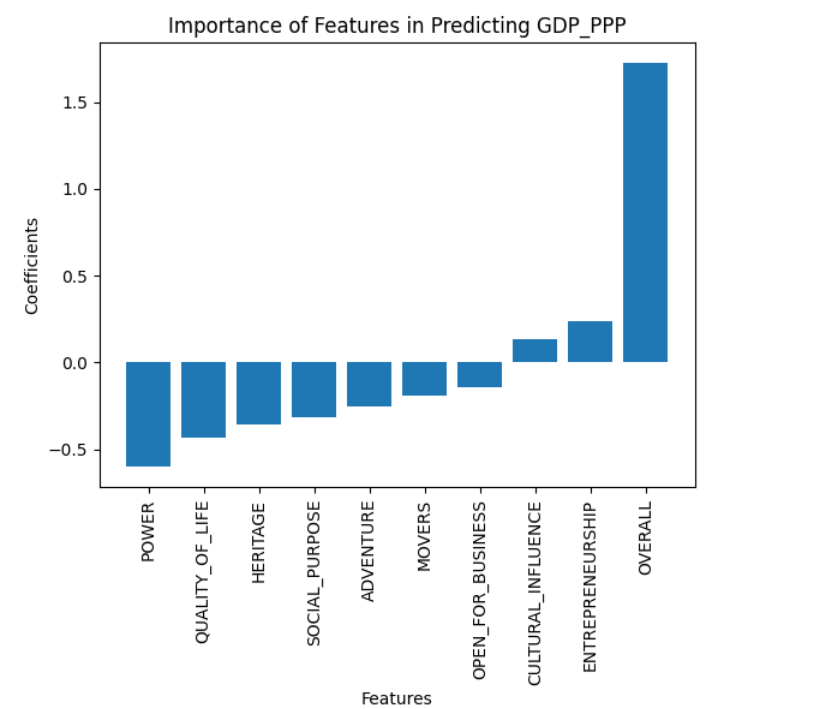 Importance of Features in Predicting GDP_PPP
Coefficients
1.5
1.0
0.5
0.0
−0.5
POWER
QUALITY_OF_LIFE
HERITAGE
SOCIAL_PURPOSE
ADVENTURE
MOVERS
OPEN_FOR_BUSINESS
CULTURAL_INFLUENCE
ENTREPRENEURSHIP
OVERALL
Features